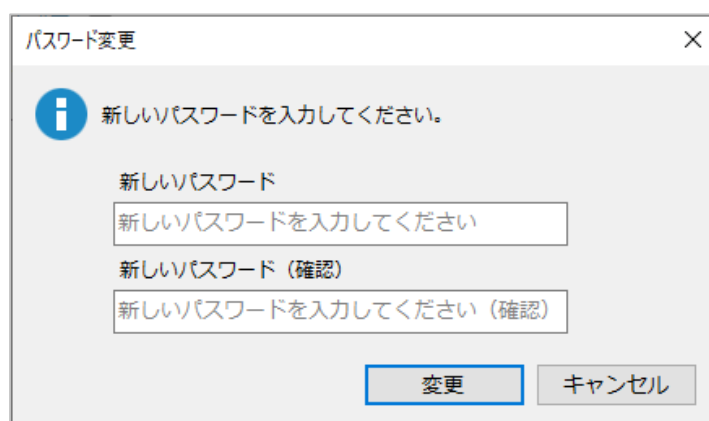 パスワード変更
新しいパスワードを入力してください。
新しいパスワード
新しいパスワードを入力してください
新しいパスワード（確認）
新しいパスワードを入力してください（確認）
変更
キャンセル